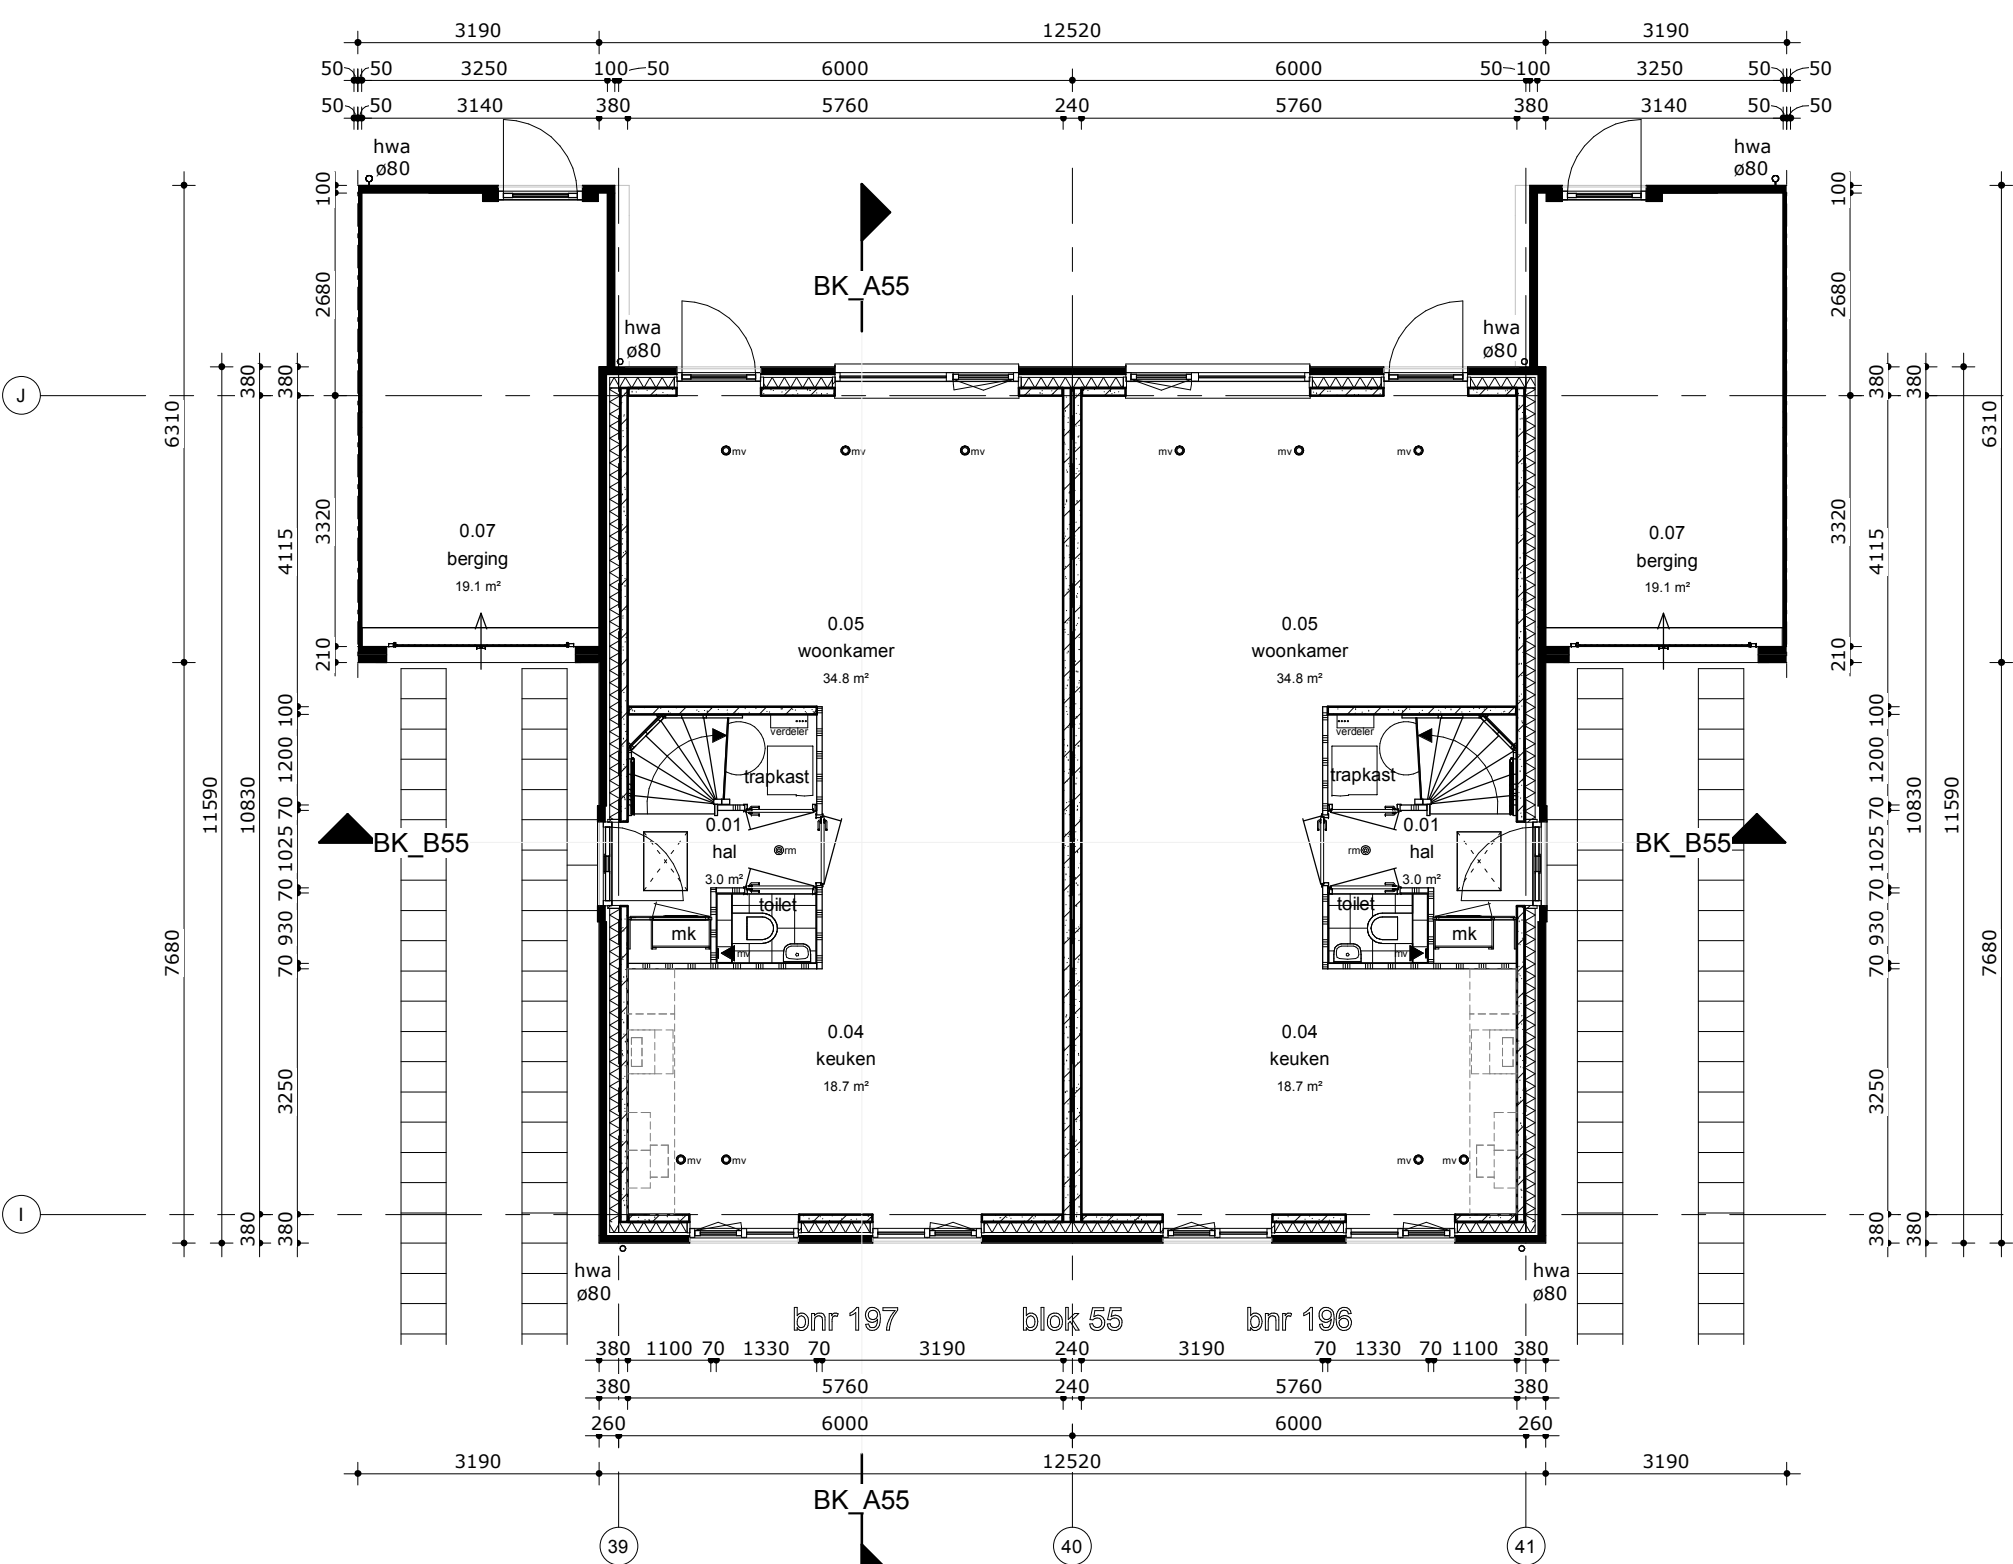 3190 12520 3190
50 50 3250 100 50 6000 6000 50 100 3250 50 50
50 50 3140 380 5760 240 5760 380 3140 50 50
hwa
ø80
hwa
ø80
BK_A55
hwa
ø80
hwa
ø80
J
6310
7680
11590
380
10830
380
380
4115
100
1200
70
1025
70
930
70
3250
380
100
2680
3320
210
100
2680
3320
210
380
4115
100
1200
70
1025
70
930
70
3250
380
380
10830
380
11590
6310
7680
mv mv mv mv mv mv
0.07
berging
19.1 m²
0.07
berging
19.1 m²
0.05
woonkamer
34.8 m²
0.05
woonkamer
34.8 m²
verdeler
trapkast
verdeler
trapkast
BK_B55
0.01
hal
3.0 m²
rm
toilet
mk
mv
0.01
hal
3.0 m²
rm
toilet
mk
mv
BK_B55
0.04
keuken
18.7 m²
0.04
keuken
18.7 m²
mv mv mv mv
I
hwa
ø80
hwa
ø80
bnr 197 blok 55 bnr 196
380 1100 70 1330 70 3190 240 3190 70 1330 70 1100 380
380 5760 240 5760 380
260 6000 6000 260
3190 12520 3190
BK_A55
39 40 41